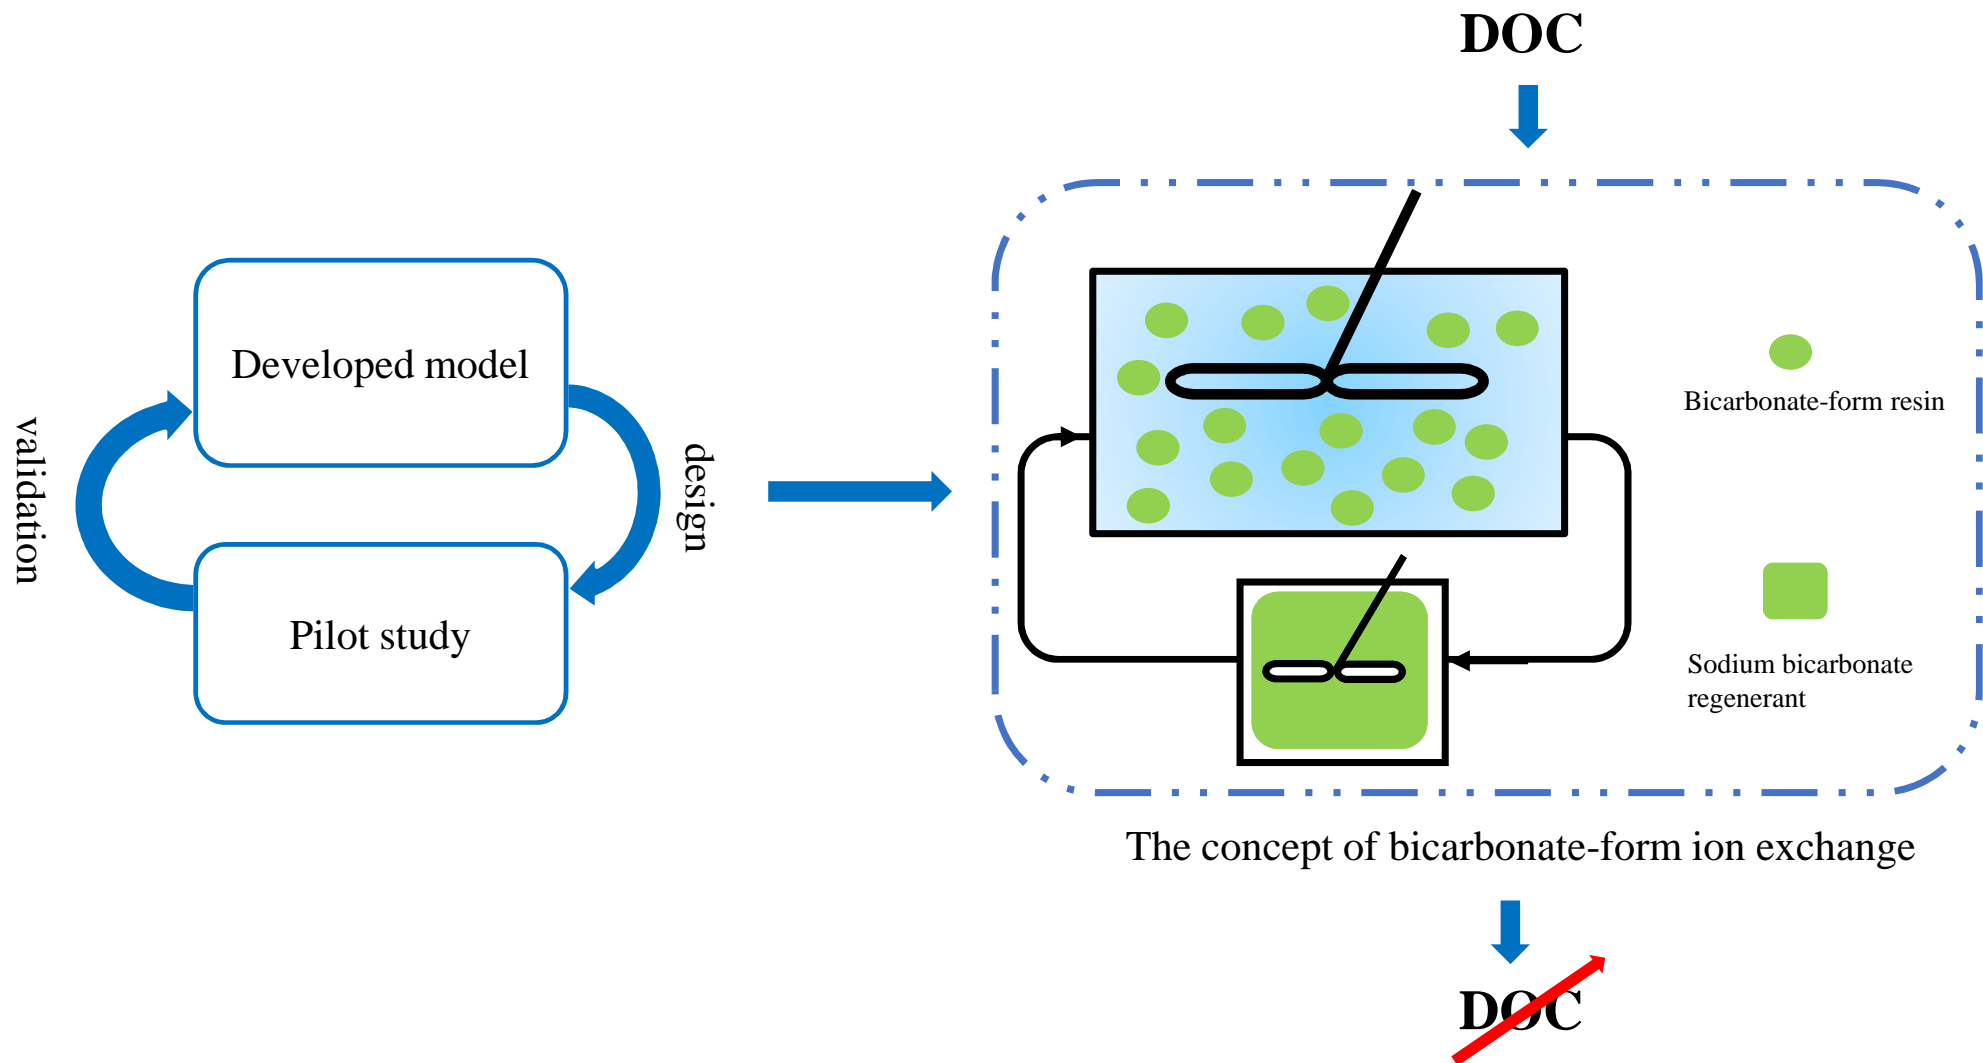 DOC
Developed model
validation
design
Pilot study
Bicarbonate-form resin
Sodium bicarbonate
regenerant
The concept of bicarbonate-form ion exchange
DOC